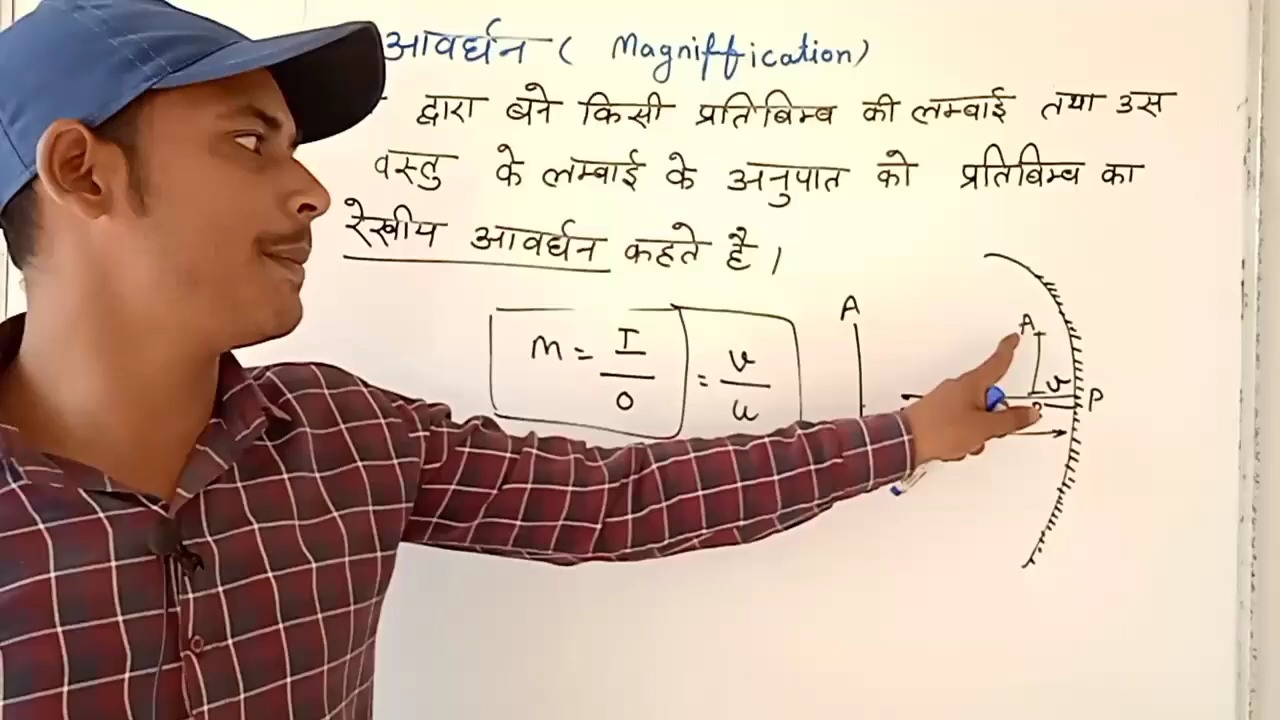 आवर्धन ( Magniffication)
द्वारा बने किसी प्रतिबिम्ब की लम्बाई तथा उस
वस्तु के लम्बाई के अनुपात को प्रतिबिम्ब का
रेखीय आवर्धन कहते है।
A
A
m = I/O = v/u
v
P